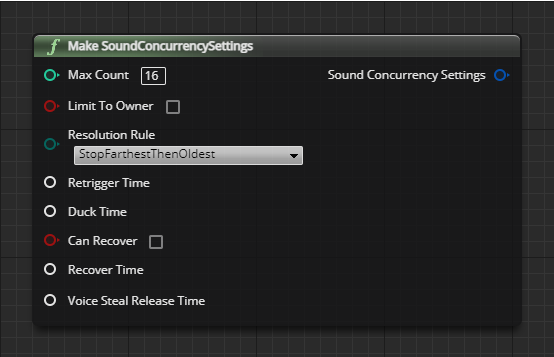 Make SoundConcurrencySettings
Max Count 16 Sound Concurrency Settings
Limit To Owner
Resolution Rule
StopFarthestThenOldest
Retrigger Time
Duck Time
Can Recover
Recover Time
Voice Steal Release Time